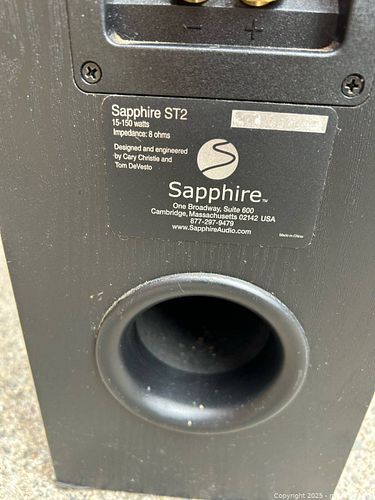 - +
Sapphire ST2
15-150 watts
Impedance: 8 ohms
Designed and engineered
by Cary Christie and
Tom DeVesto
Sapphire™
One Broadway, Suite 600
Cambridge, Massachusetts 02142 USA
877-297-9479
www.SapphireAudio.com
Made in China
Copyright 2025 -